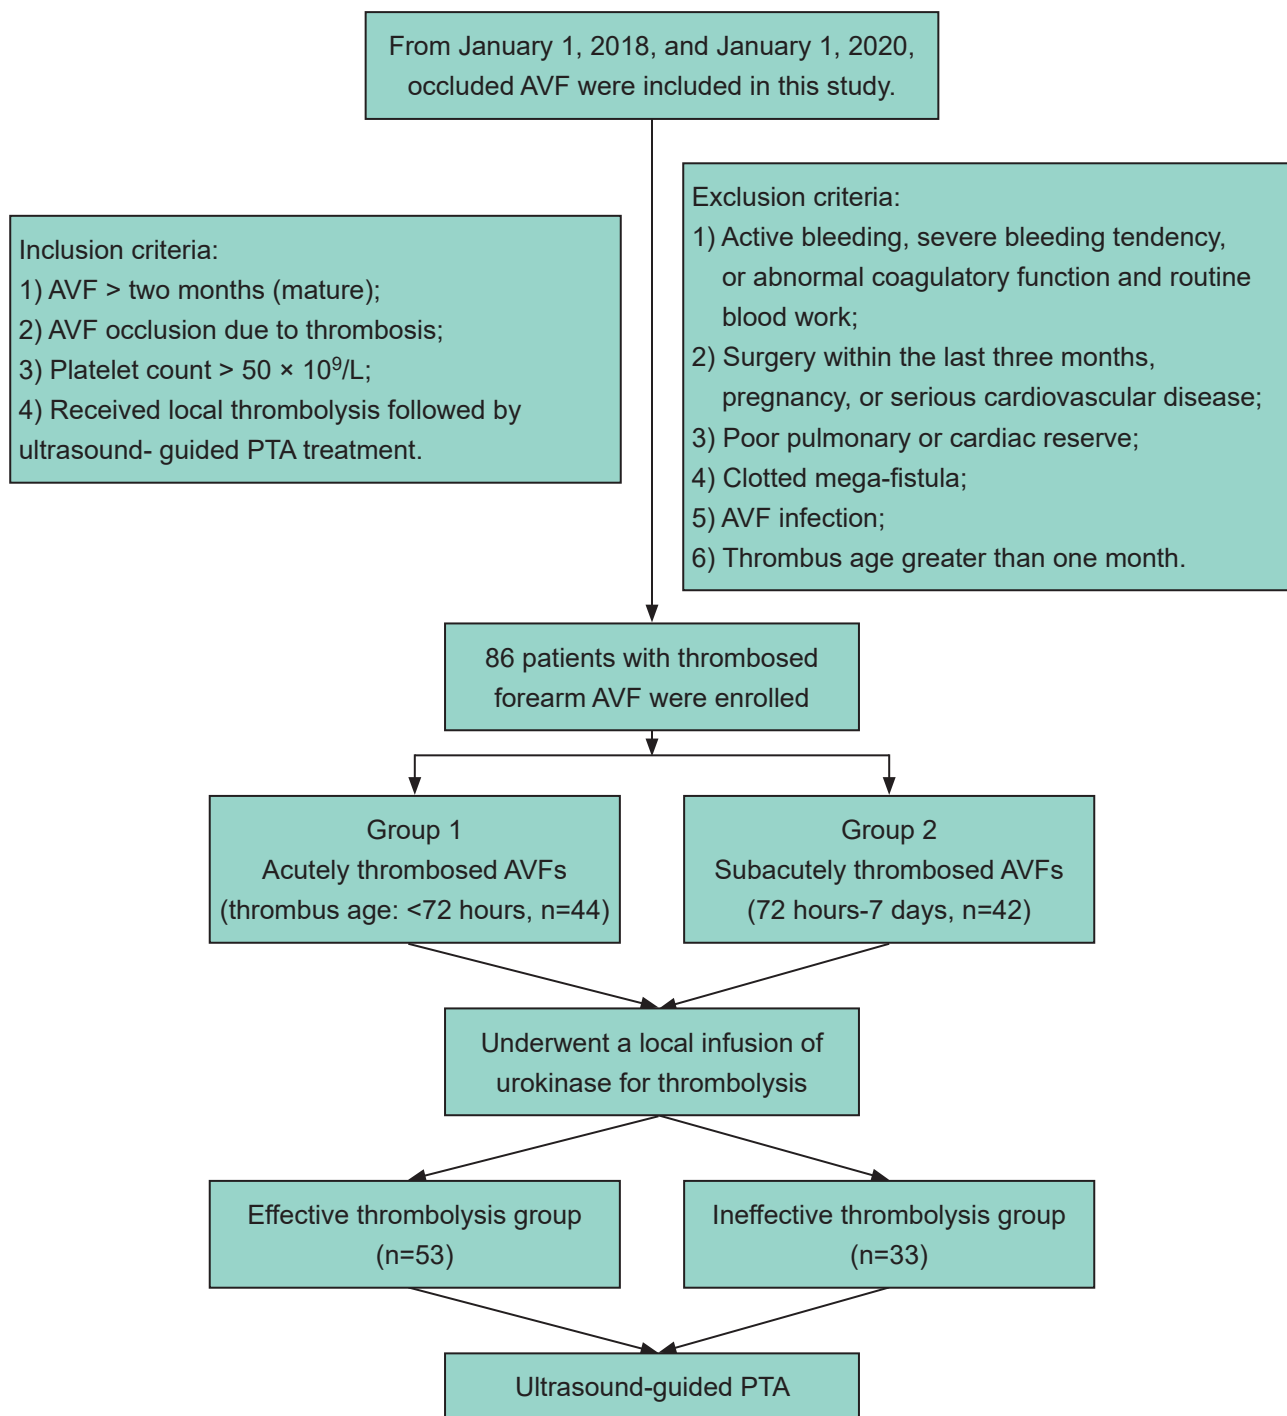 From January 1, 2018, and January 1, 2020,
occluded AVF were included in this study.
Inclusion criteria:
1) AVF > two months (mature);
2) AVF occlusion due to thrombosis;
3) Platelet count > 50 × 10⁹/L;
4) Received local thrombolysis followed by
ultrasound- guided PTA treatment.
Exclusion criteria:
1) Active bleeding, severe bleeding tendency,
or abnormal coagulatory function and routine
blood work;
2) Surgery within the last three months,
pregnancy, or serious cardiovascular disease;
3) Poor pulmonary or cardiac reserve;
4) Clotted mega-fistula;
5) AVF infection;
6) Thrombus age greater than one month.
86 patients with thrombosed
forearm AVF were enrolled
Group 1
Acutely thrombosed AVFs
(thrombus age: <72 hours, n=44)
Group 2
Subacutely thrombosed AVFs
(72 hours-7 days, n=42)
Underwent a local infusion of
urokinase for thrombolysis
Effective thrombolysis group
(n=53)
Ineffective thrombolysis group
(n=33)
Ultrasound-guided PTA